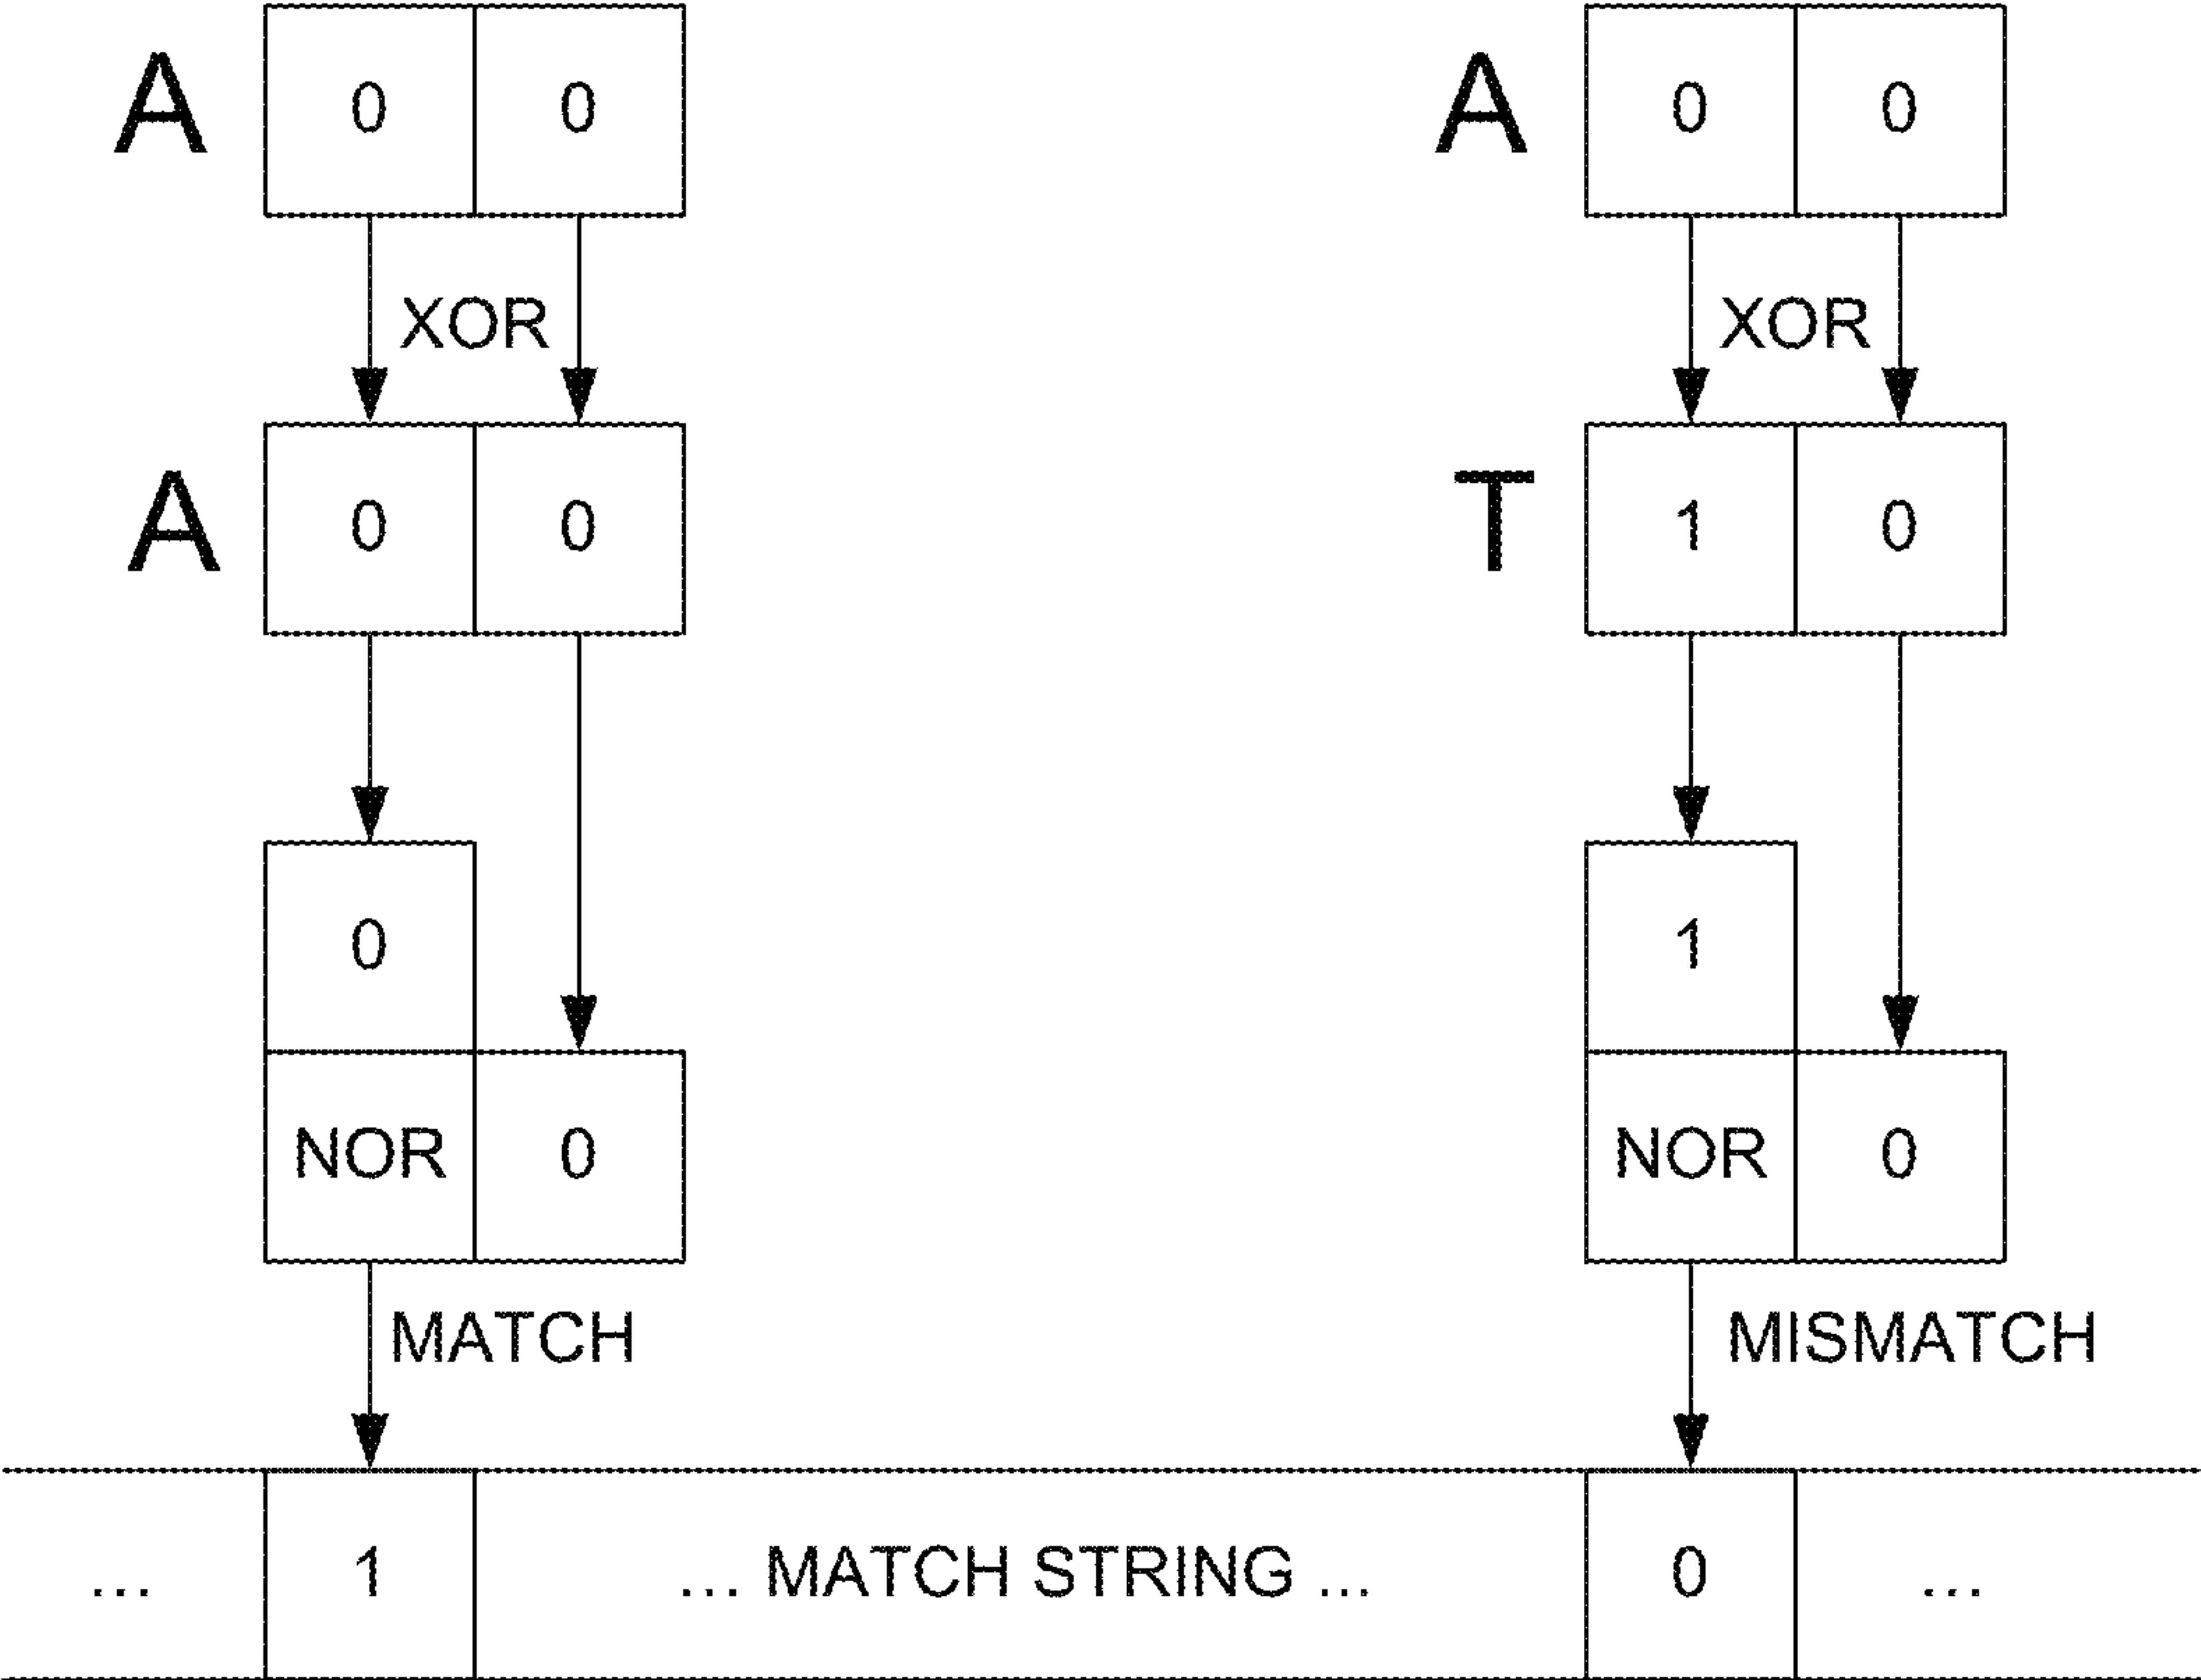 A 0 0 A 0 0
XOR XOR
A 0 0 T 1 0
0 1
NOR 0 NOR 0
MATCH MISMATCH
... 1 ... MATCH STRING ... 0 ...